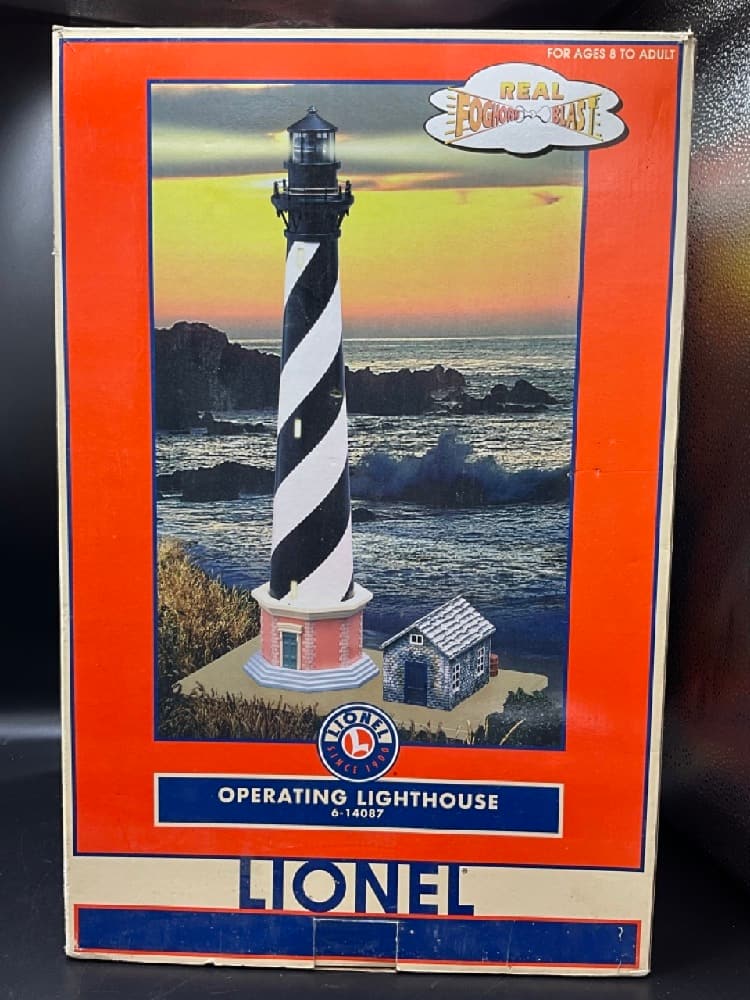 FOR AGES 8 TO ADULT
REAL
FOGHORN BLAST
LIONEL
L
SINCE 1900
OPERATING LIGHTHOUSE
6-14087
LIONEL